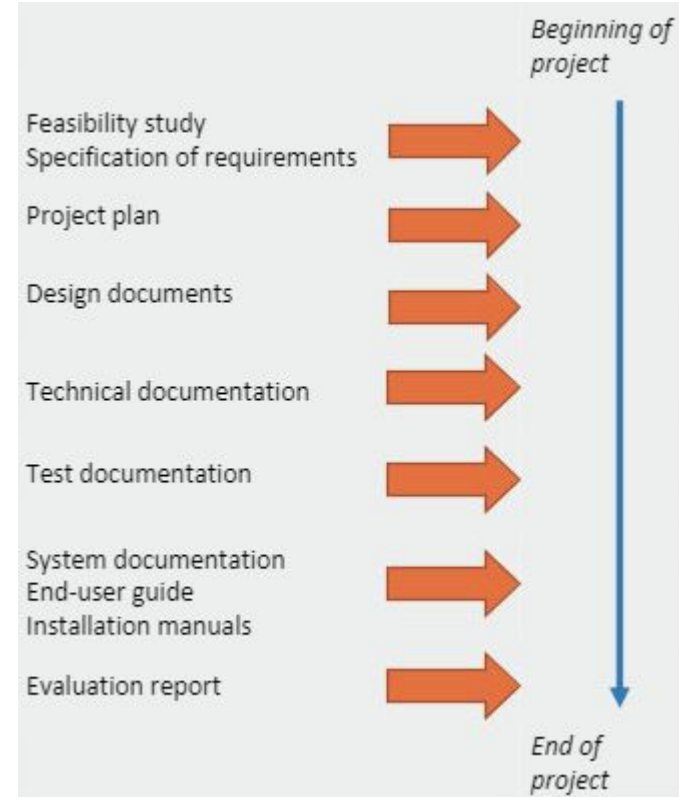 Beginning of
project
Feasibility study
Specification of requirements
Project plan
Design documents
Technical documentation
Test documentation
System documentation
End-user guide
Installation manuals
Evaluation report
End of
project